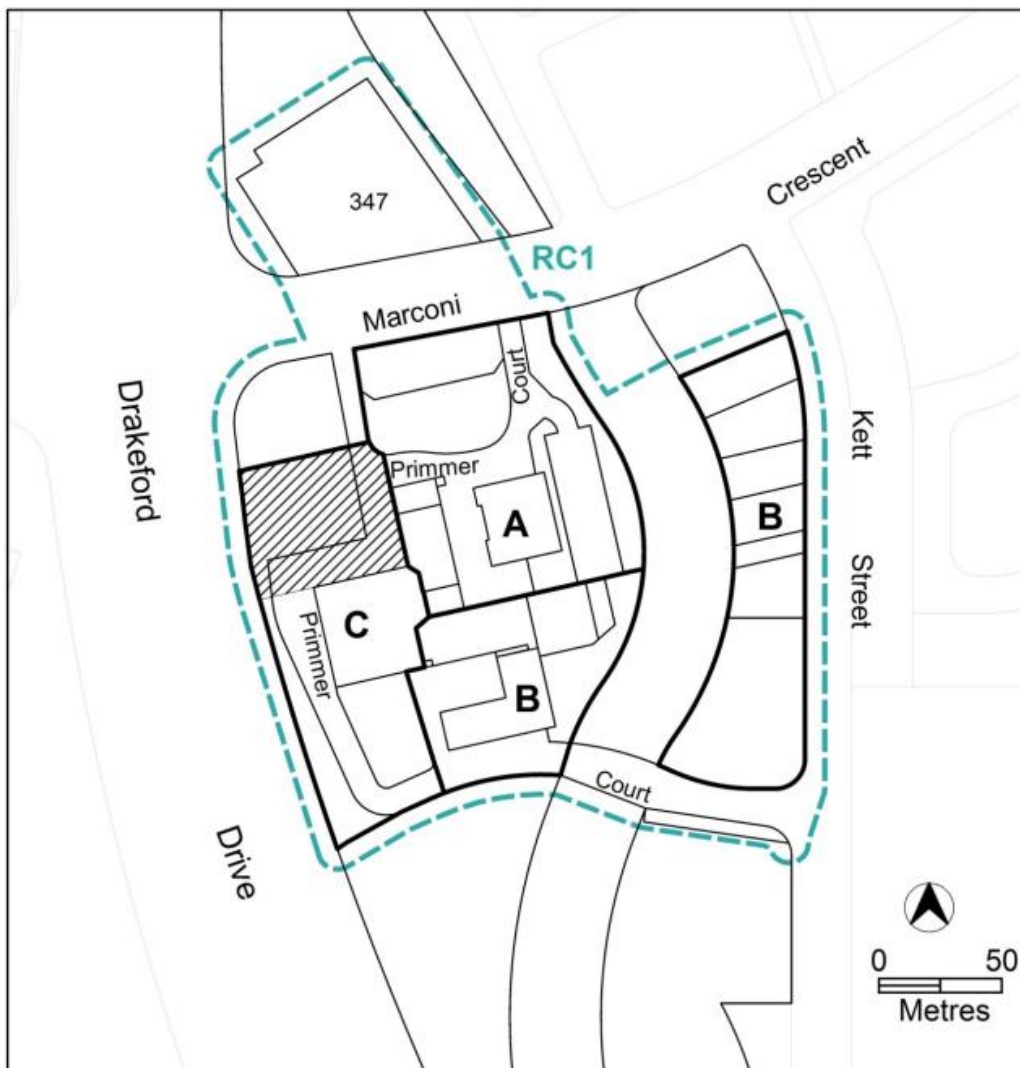 347
Crescent
RC1
Marconi
Court
Drakeford
Kett
Primmer
A
B
Street
C
Primmer
B
Court
Drive
0 50
Metres